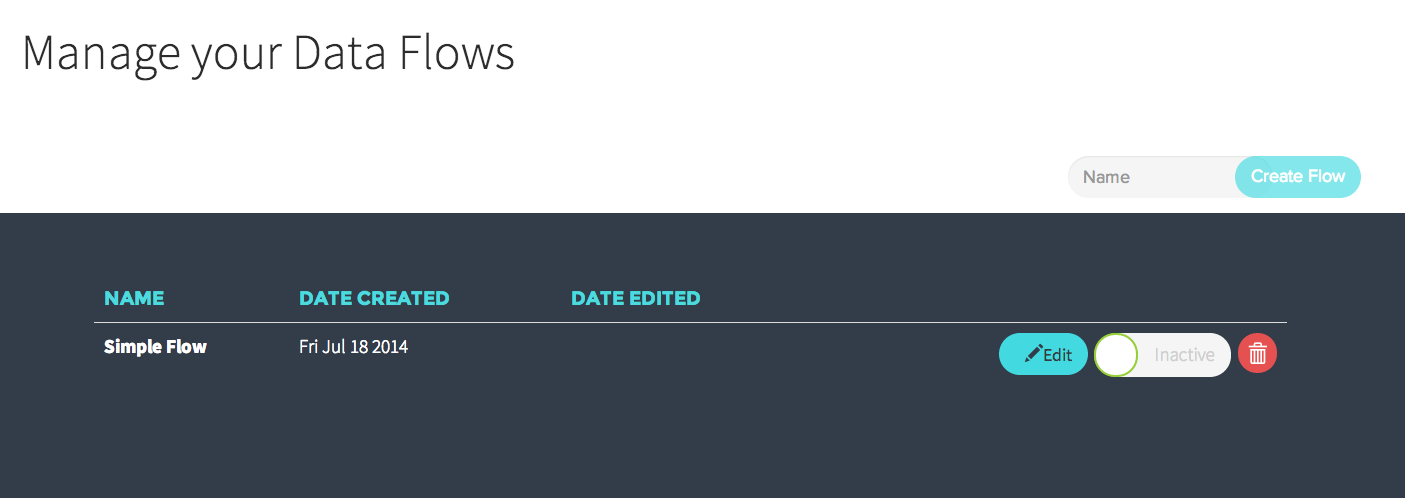 Manage your Data Flows
Name Create Flow
NAME DATE CREATED DATE EDITED
Simple Flow Fri Jul 18 2014 Edit Inactive